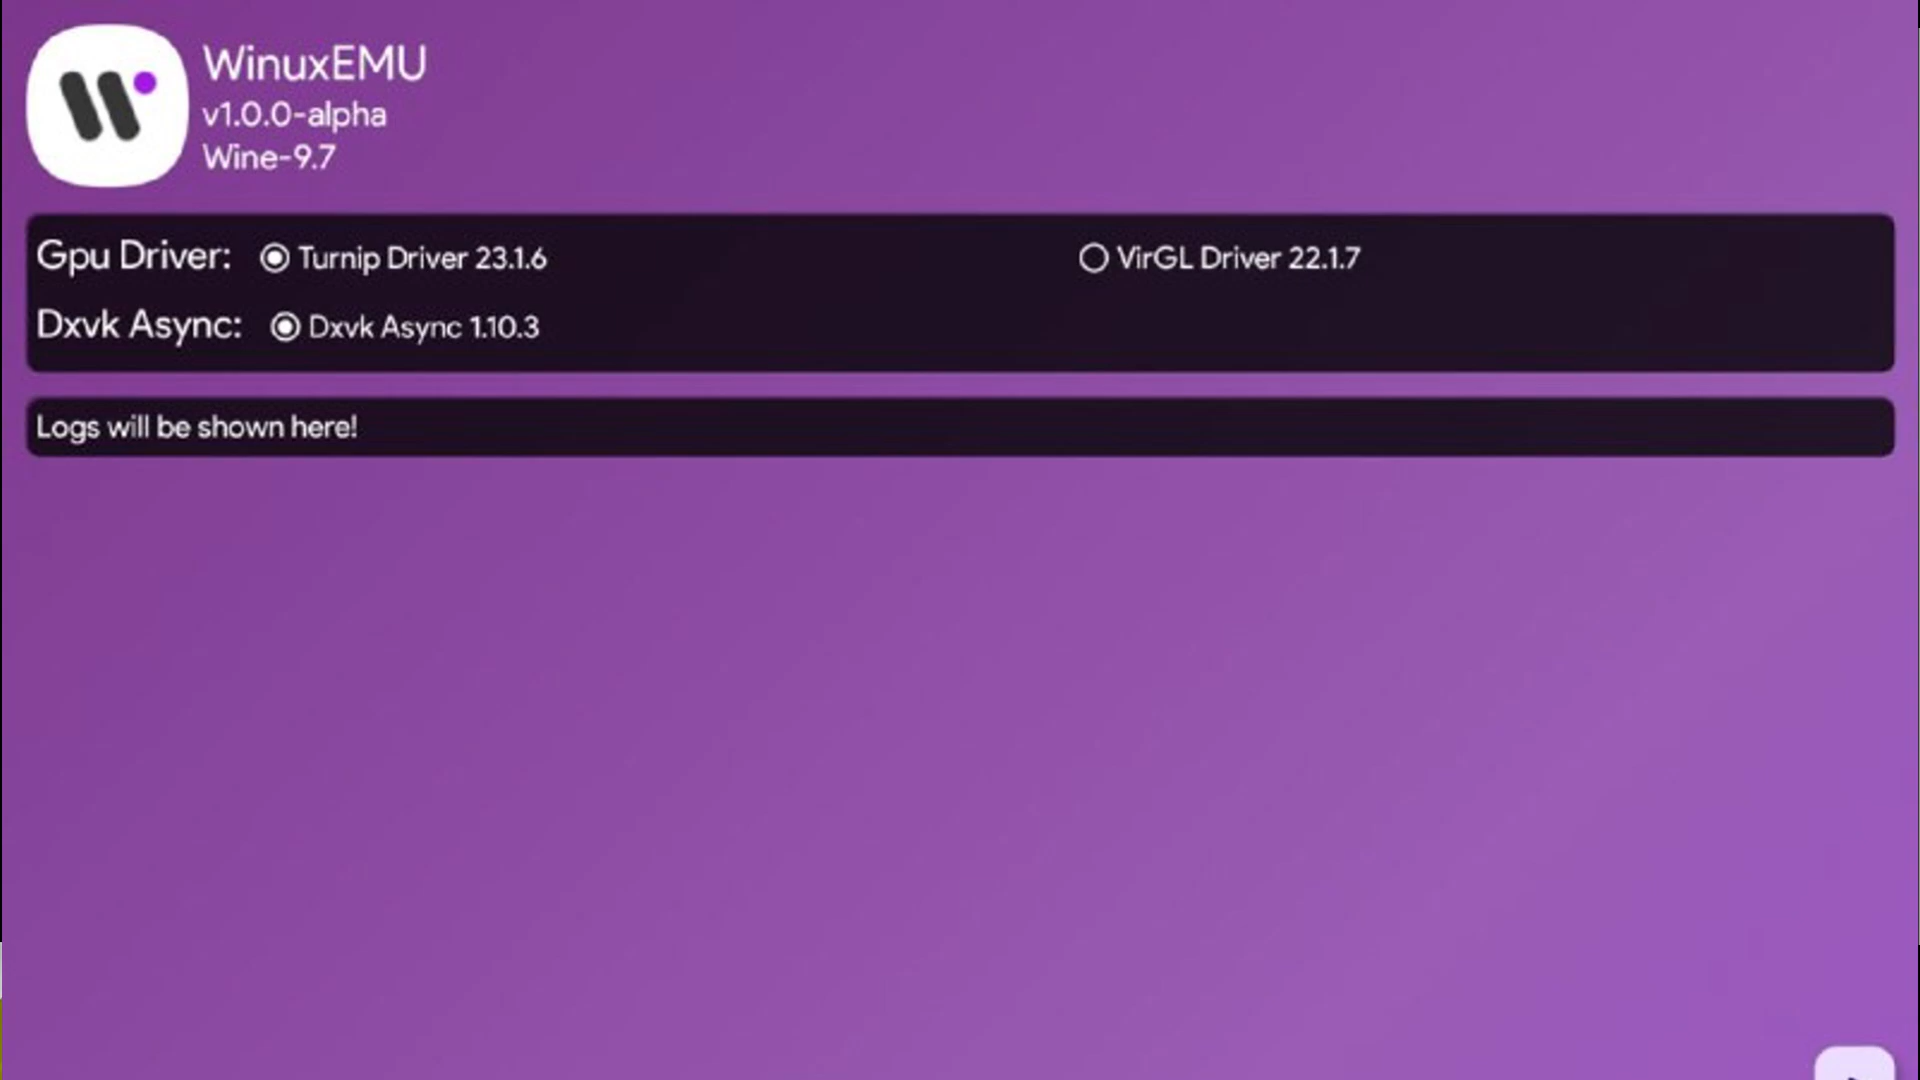 WinuxEMU
v1.0.0-alpha
Wine-9.7
Gpu Driver: Turnip Driver 23.1.6 VirGL Driver 22.1.7
Dxvk Async: Dxvk Async 1.10.3
Logs will be shown here!